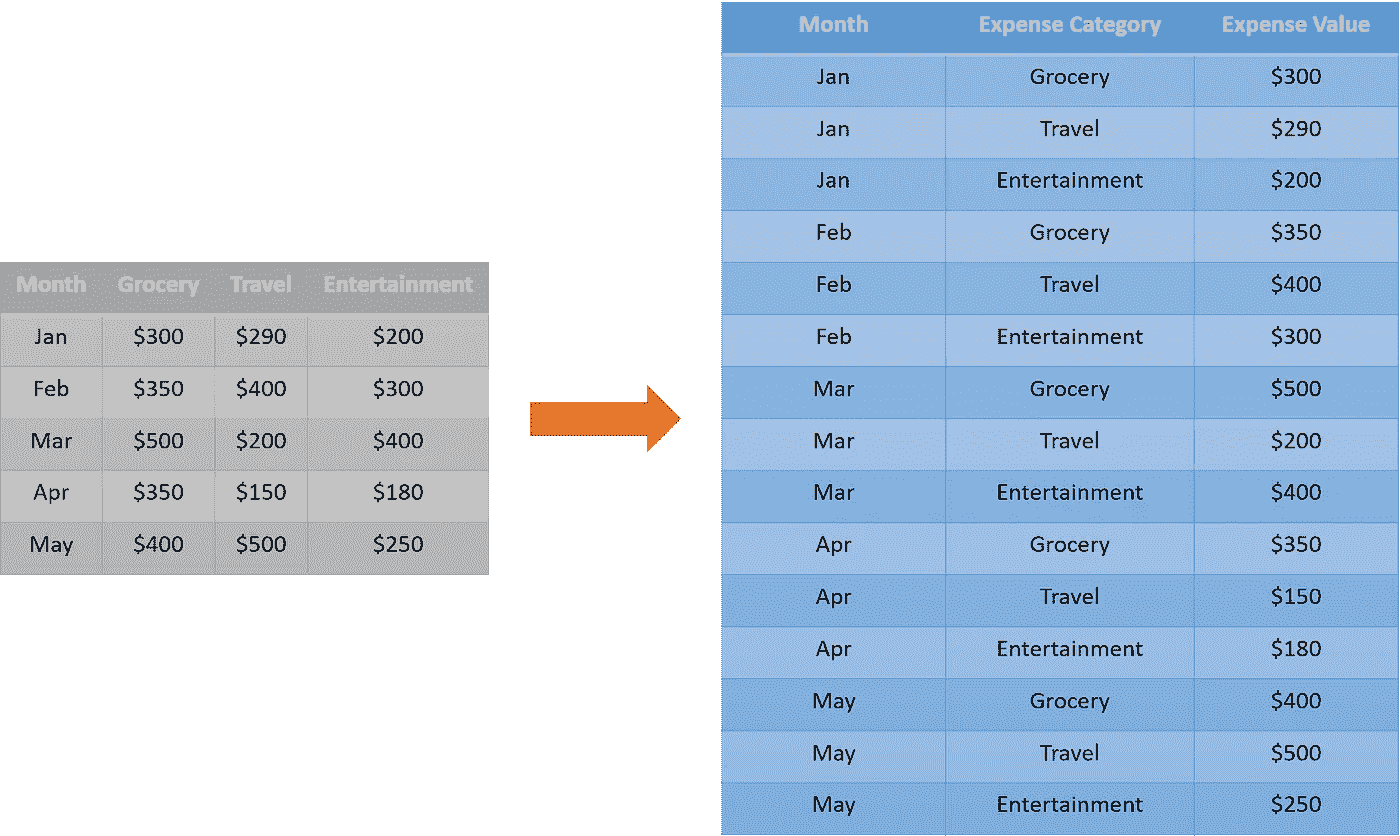 Month Grocery Travel Entertainment
Jan $300 $290 $200
Feb $350 $400 $300
Mar $500 $200 $400
Apr $350 $150 $180
May $400 $500 $250
Month Expense Category Expense Value
Jan Grocery $300
Jan Travel $290
Jan Entertainment $200
Feb Grocery $350
Feb Travel $400
Feb Entertainment $300
Mar Grocery $500
Mar Travel $200
Mar Entertainment $400
Apr Grocery $350
Apr Travel $150
Apr Entertainment $180
May Grocery $400
May Travel $500
May Entertainment $250